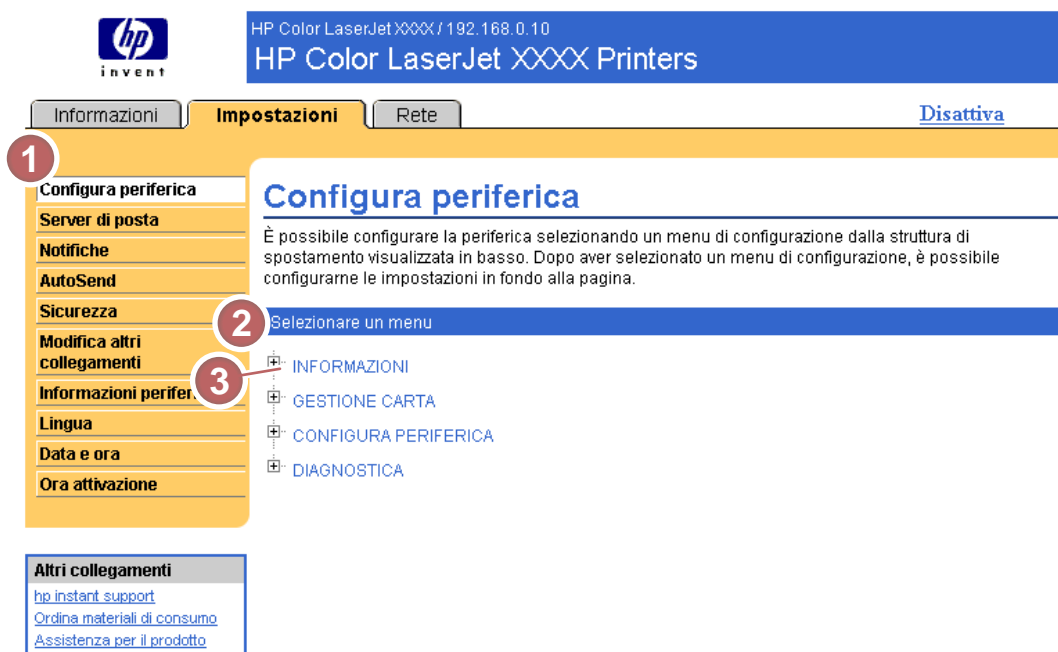 hp
invent
HP Color LaserJet XXXX / 192.168.0.10
HP Color LaserJet XXXX Printers
Informazioni
Impostazioni
Rete
Disattiva
1
Configura periferica
Server di posta
Notifiche
AutoSend
Sicurezza
Modifica altri
collegamenti
Informazioni perifer
Lingua
Data e ora
Ora attivazione
Configura periferica
È possibile configurare la periferica selezionando un menu di configurazione dalla struttura di
spostamento visualizzata in basso. Dopo aver selezionato un menu di configurazione, è possibile
configurarne le impostazioni in fondo alla pagina.
2
Selezionare un menu
3
INFORMAZIONI
GESTIONE CARTA
CONFIGURA PERIFERICA
DIAGNOSTICA
Altri collegamenti
hp instant support
Ordina materiali di consumo
Assistenza per il prodotto